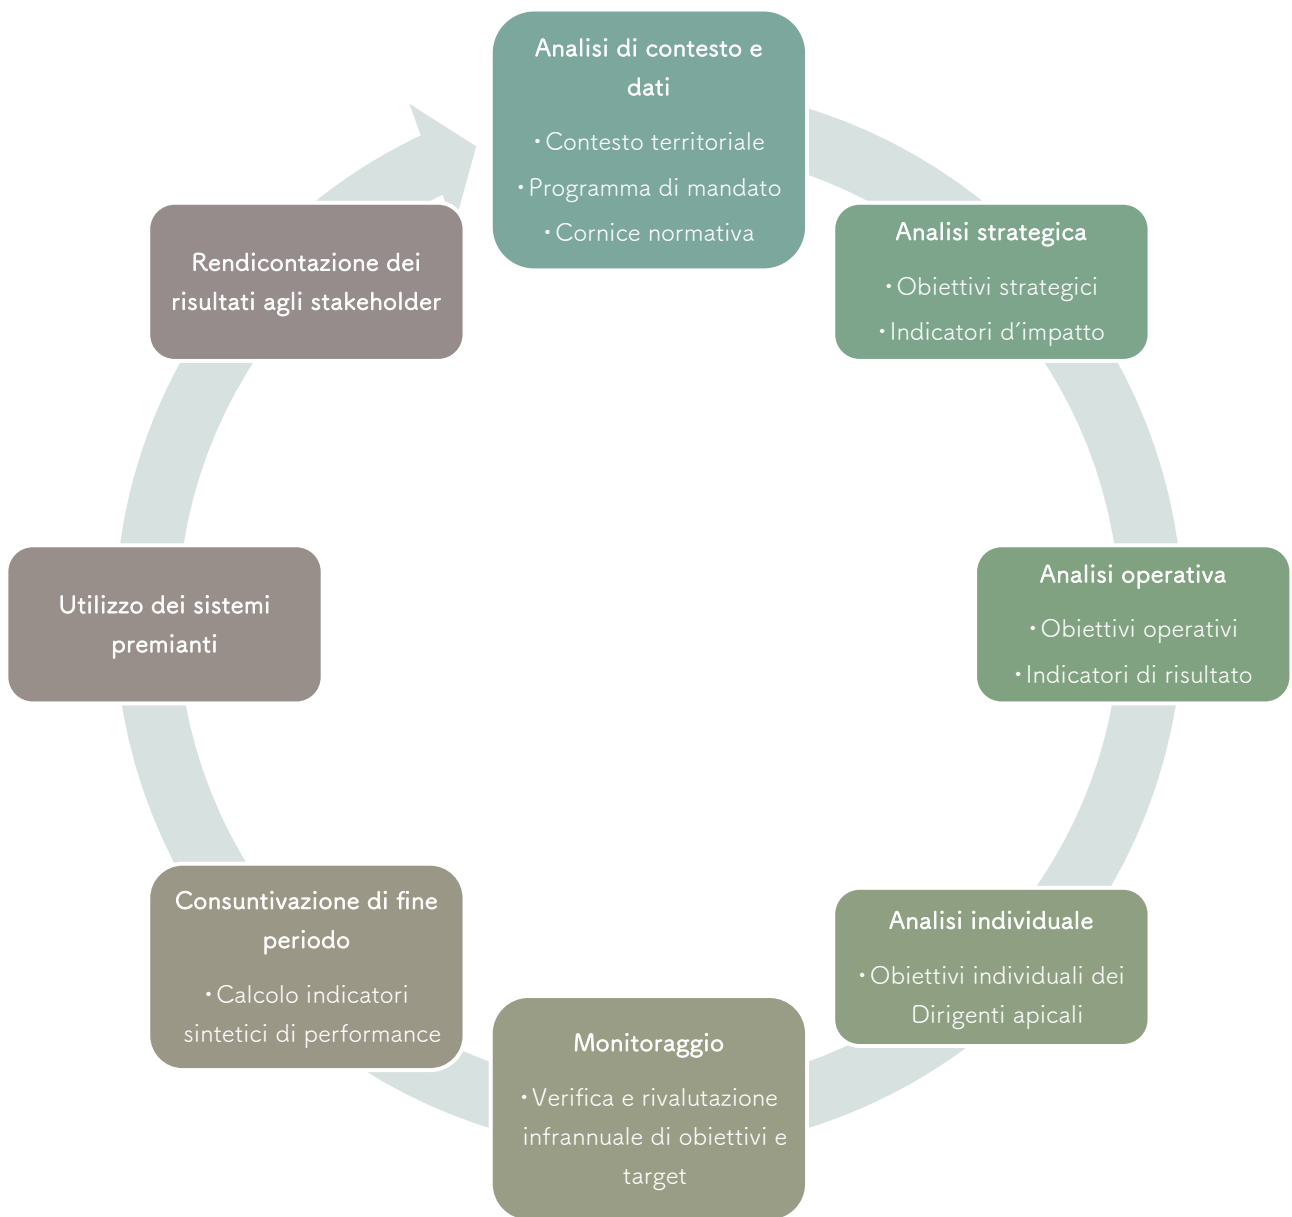 Analisi di contesto e
dati
• Contesto territoriale
• Programma di mandato
• Cornice normativa
Analisi strategica
• Obiettivi strategici
• Indicatori d’impatto
Analisi operativa
• Obiettivi operativi
• Indicatori di risultato
Analisi individuale
• Obiettivi individuali dei
Dirigenti apicali
Monitoraggio
• Verifica e rivalutazione
infrannuale di obiettivi e
target
Consuntivazione di fine
periodo
• Calcolo indicatori
sintetici di performance
Utilizzo dei sistemi
premianti
Rendicontazione dei
risultati agli stakeholder